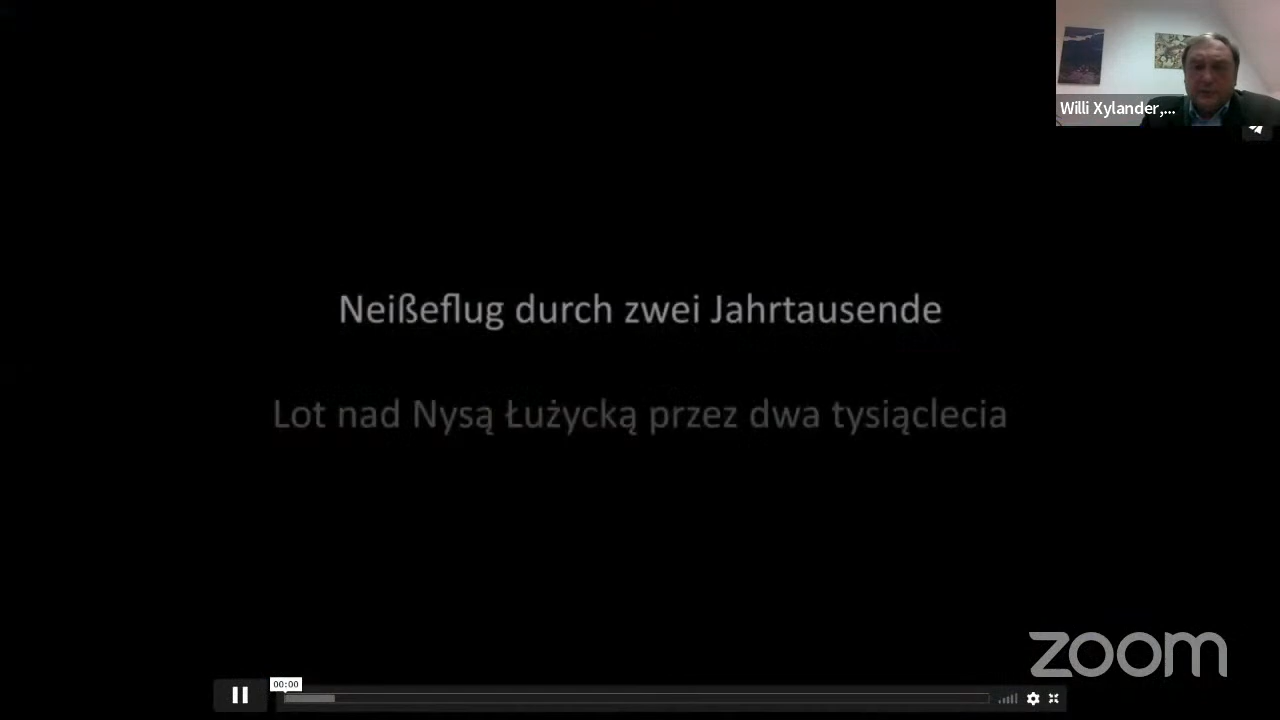 Willi Xylander,...
Neißeflug durch zwei Jahrtausende
Lot nad Nysą Łużycką przez dwa tysiąclecia
zoom
00:00